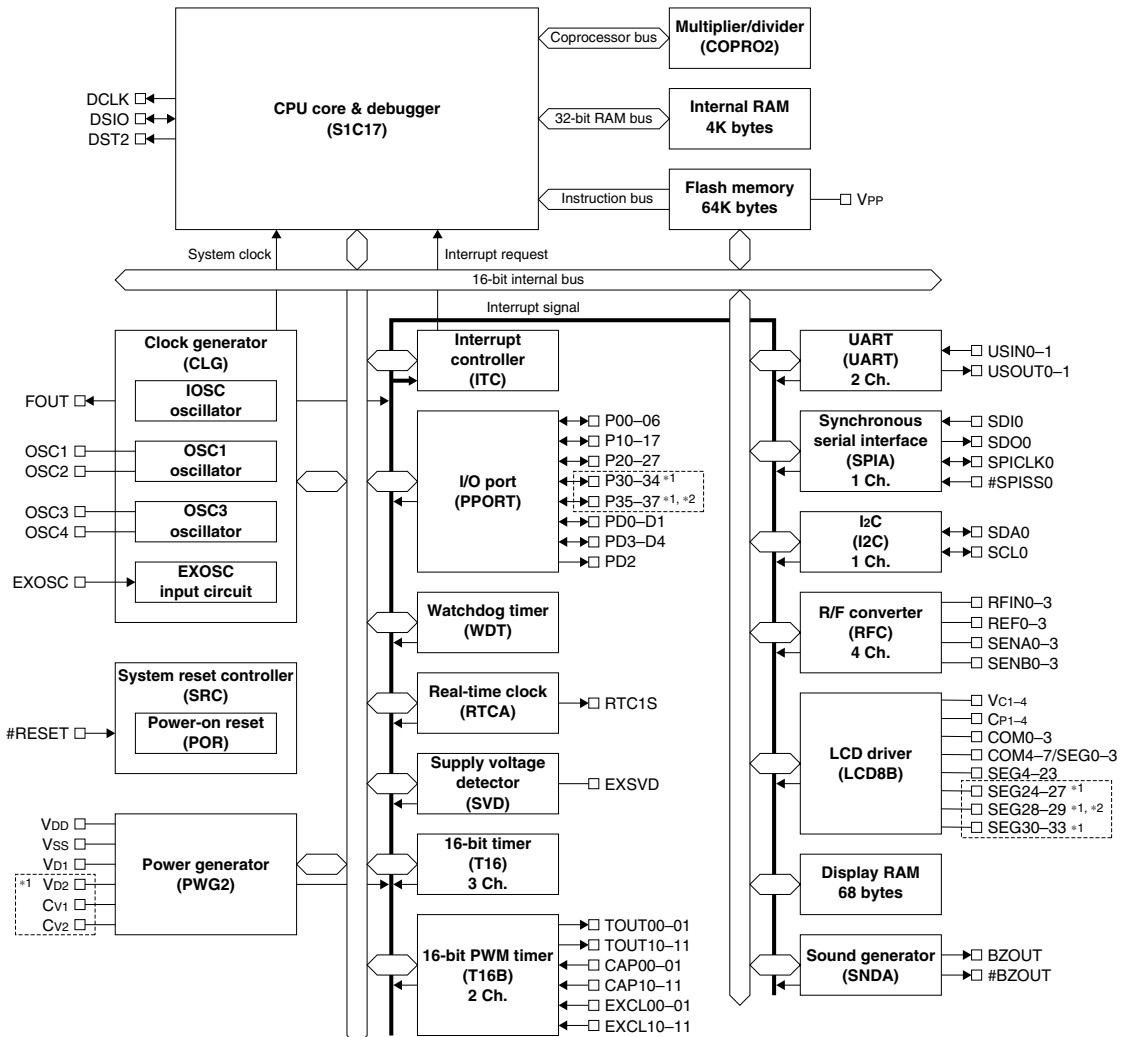 Multiplier/divider
(COPRO2)
Coprocessor bus
CPU core & debugger
(S1C17)
DCLK
DSIO
DST2
Internal RAM
4K bytes
32-bit RAM bus
Flash memory
64K bytes
Instruction bus
VPP
System clock
Interrupt request
16-bit internal bus
Interrupt signal
Clock generator
(CLG)
IOSC
oscillator
FOUT
OSC1
oscillator
OSC1
OSC2
OSC3
oscillator
OSC3
OSC4
EXOSC
input circuit
EXOSC
System reset controller
(SRC)
Power-on reset
(POR)
#RESET
Power generator
(PWG2)
VDD
VSS
VD1
*1 VD2
CV1
CV2
Interrupt
controller
(ITC)
I/O port
(PPORT)
P00–06
P10–17
P20–27
P30–34 *1
P35–37 *1, *2
PD0–D1
PD3–D4
PD2
Watchdog timer
(WDT)
Real-time clock
(RTCA)
RTC1S
Supply voltage
detector
(SVD)
EXSVD
16-bit timer
(T16)
3 Ch.
16-bit PWM timer
(T16B)
2 Ch.
TOUT00–01
TOUT10–11
CAP00–01
CAP10–11
EXCL00–01
EXCL10–11
UART
(UART)
2 Ch.
USIN0–1
USOUT0–1
Synchronous
serial interface
(SPIA)
1 Ch.
SDI0
SDO0
SPICLK0
#SPISS0
I2C
(I2C)
1 Ch.
SDA0
SCL0
R/F converter
(RFC)
4 Ch.
RFIN0–3
REF0–3
SENA0–3
SENB0–3
LCD driver
(LCD8B)
VC1–4
CP1–4
COM0–3
COM4–7/SEG0–3
SEG4–23
SEG24–27 *1
SEG28–29 *1, *2
SEG30–33 *1
Display RAM
68 bytes
Sound generator
(SNDA)
BZOUT
#BZOUT